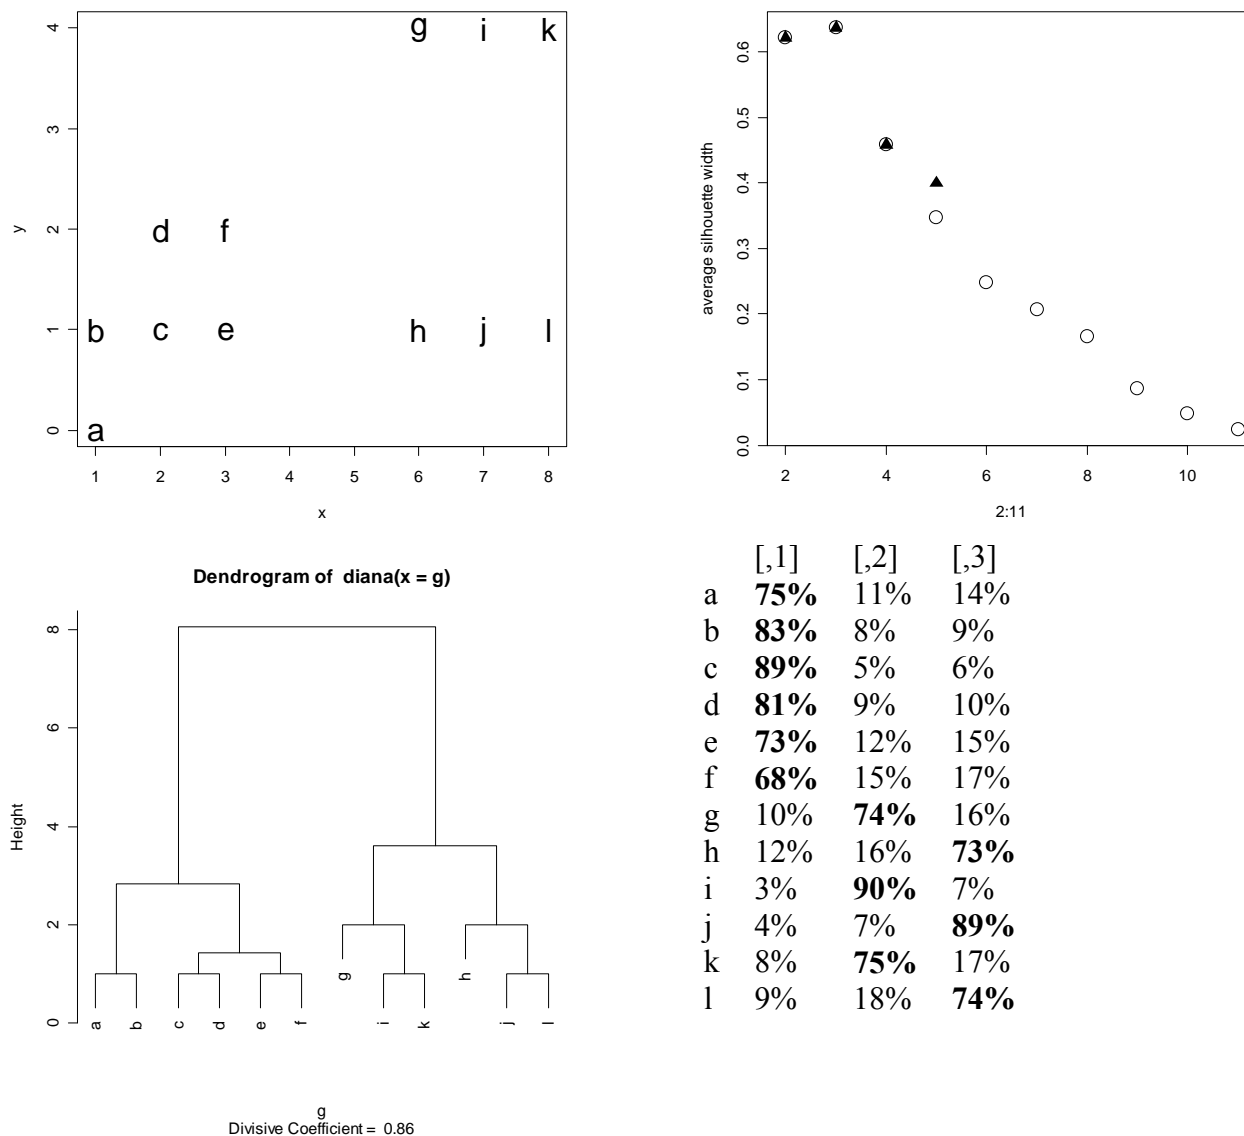 g i k
d f
b c e h j l
a
4
3
2
1
0
y
1 2 3 4 5 6 7 8
x
0.6
0.5
0.4
0.3
0.2
0.1
0.0
average silhouette width
2 4 6 8 10
2:11
Dendrogram of diana(x = g)
8
6
4
2
0
Height
a b c d e f g i k h j l
g
Divisive Coefficient = 0.86
[,1] [,2] [,3]
a 75% 11% 14%
b 83% 8% 9%
c 89% 5% 6%
d 81% 9% 10%
e 73% 12% 15%
f 68% 15% 17%
g 10% 74% 16%
h 12% 16% 73%
i 3% 90% 7%
j 4% 7% 89%
k 8% 75% 17%
l 9% 18% 74%